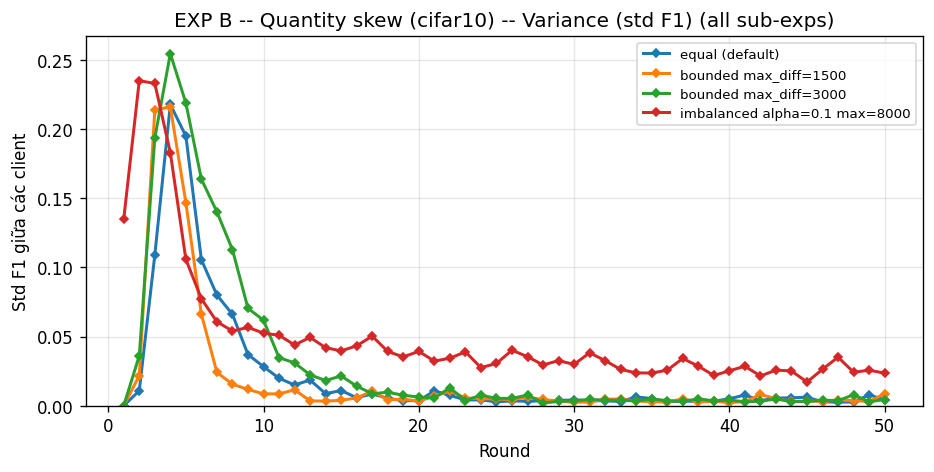 EXP B -- Quantity skew (cifar10) -- Variance (std F1) (all sub-exps)
equal (default)
bounded max_diff=1500
bounded max_diff=3000
imbalanced alpha=0.1 max=8000
Std F1 giữa các client
0.25
0.20
0.15
0.10
0.05
0.00
0 10 20 30 40 50
Round